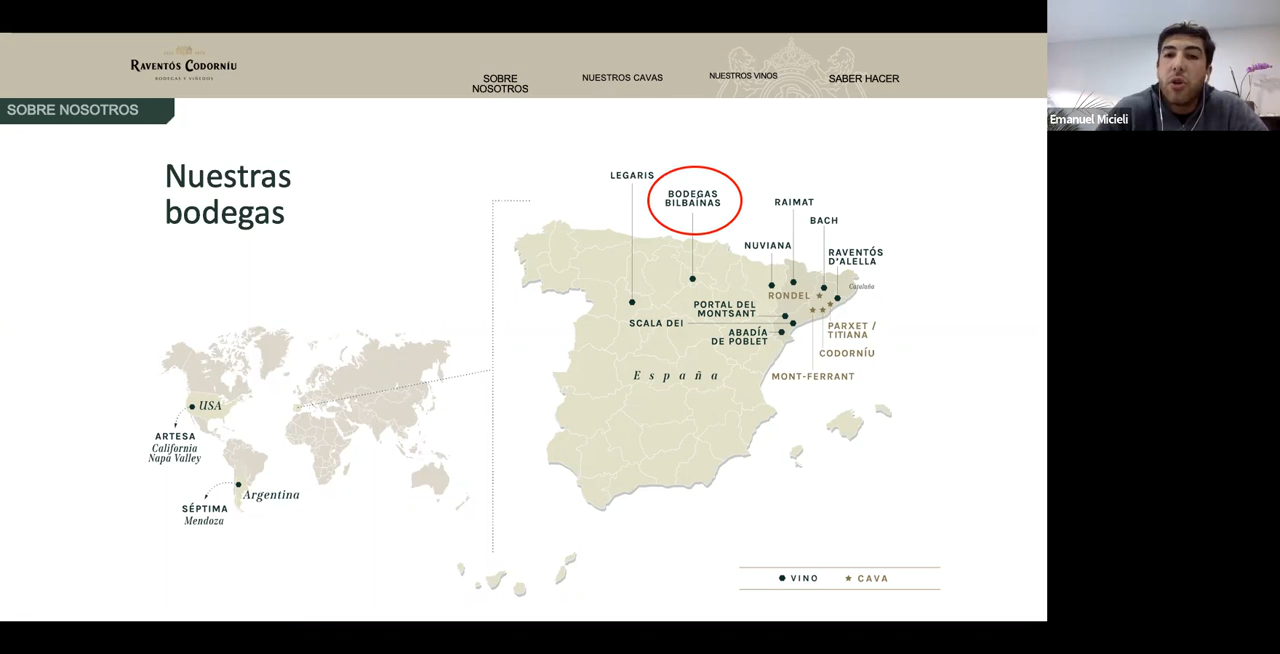 RAVENTÓS CODORNÍU
BODEGAS Y VIÑEDOS
SOBRE
NOSOTROS
NUESTROS CAVAS
NUESTROS VINOS
SABER HACER
SOBRE NOSOTROS
Emanuel Micieli
Nuestras
bodegas
LEGARIS
BODEGAS
BILBAÍNAS
RAIMAT
BACH
NUVIANA
RAVENTÓS
D'ALELLA
Cataluña
RONDEL
PORTAL DEL
MONTSANT
SCALA DEI
ABADÍA
DE POBLET
PARXET /
TITIANA
CODORNÍU
MONT-FERRANT
España
USA
ARTESA
California
Napa Valley
Argentina
SÉPTIMA
Mendoza
VINO
CAVA